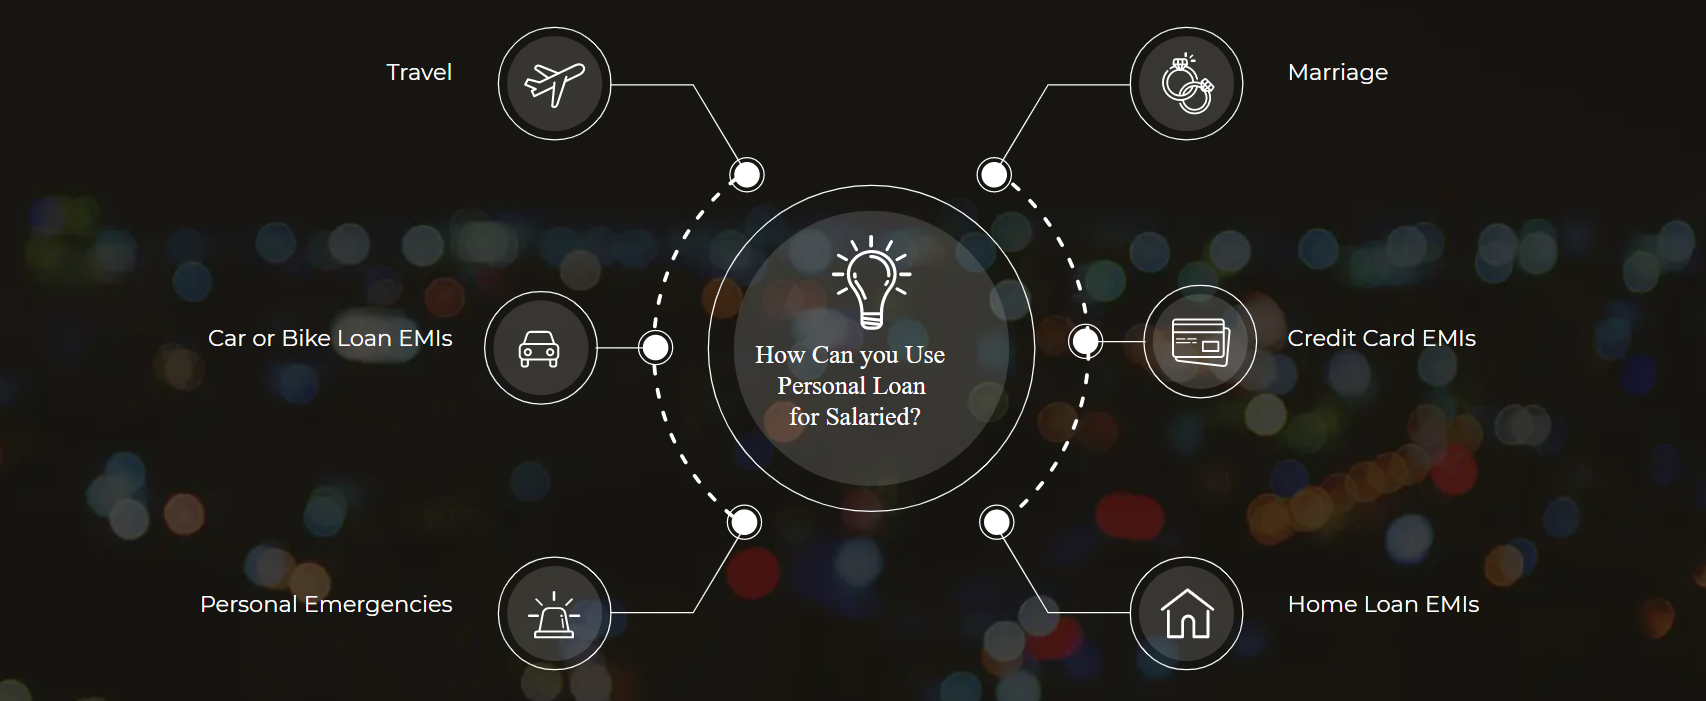 Travel
Marriage
Car or Bike Loan EMIs
How Can you Use
Personal Loan
for Salaried?
Credit Card EMIs
Personal Emergencies
Home Loan EMIs